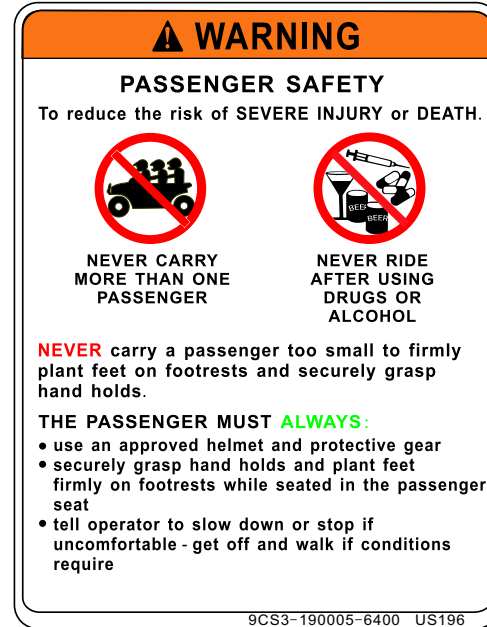 WARNING
PASSENGER SAFETY
To reduce the risk of SEVERE INJURY or DEATH.
BEER
BEER
NEVER CARRY
MORE THAN ONE
PASSENGER
NEVER RIDE
AFTER USING
DRUGS OR
ALCOHOL
NEVER carry a passenger too small to firmly
plant feet on footrests and securely grasp
hand holds.
THE PASSENGER MUST ALWAYS:
• use an approved helmet and protective gear
• securely grasp hand holds and plant feet
firmly on footrests while seated in the passenger
seat
• tell operator to slow down or stop if
uncomfortable - get off and walk if conditions
require
9CS3-190005-6400 US196